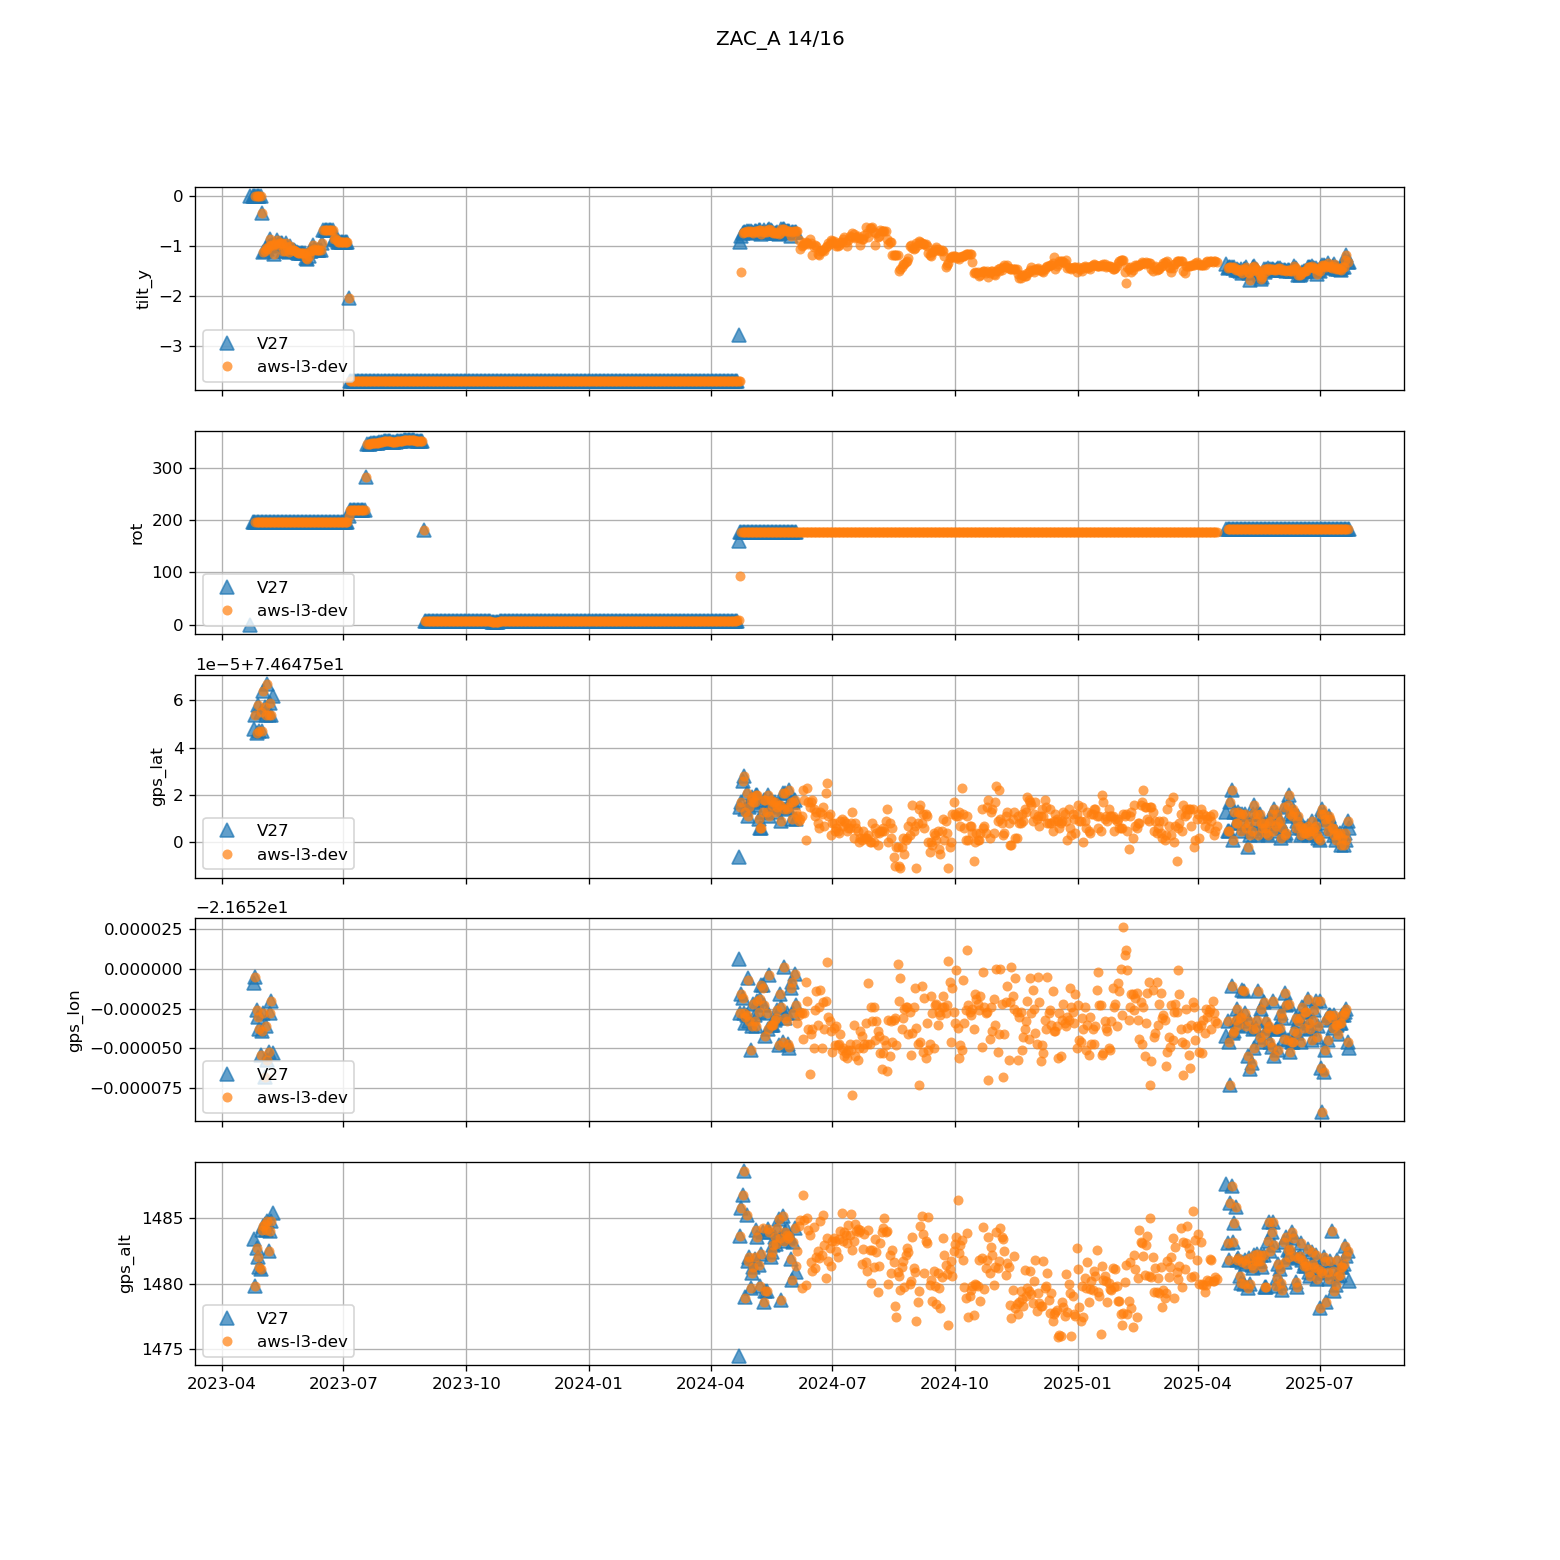 ZAC_A 14/16
0
−1
−2
−3
tilt_y
V27
aws-l3-dev
300
200
100
0
rot
V27
aws-l3-dev
1e−5+7.46475e1
6
4
2
0
gps_lat
V27
aws-l3-dev
−2.1652e1
0.000025
0.000000
−0.000025
−0.000050
−0.000075
gps_lon
V27
aws-l3-dev
1485
1480
1475
gps_alt
V27
aws-l3-dev
2023-04 2023-07 2023-10 2024-01 2024-04 2024-07 2024-10 2025-01 2025-04 2025-07